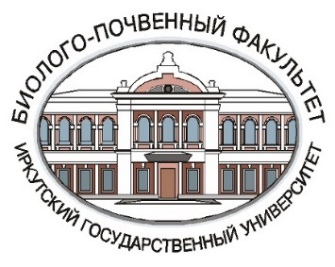 БИОЛОГО-ПОЧВЕННЫЙ ФАКУЛЬТЕТ
ИРКУТСКИЙ ГОСУДАРСТВЕННЫЙ УНИВЕРСИТЕТ